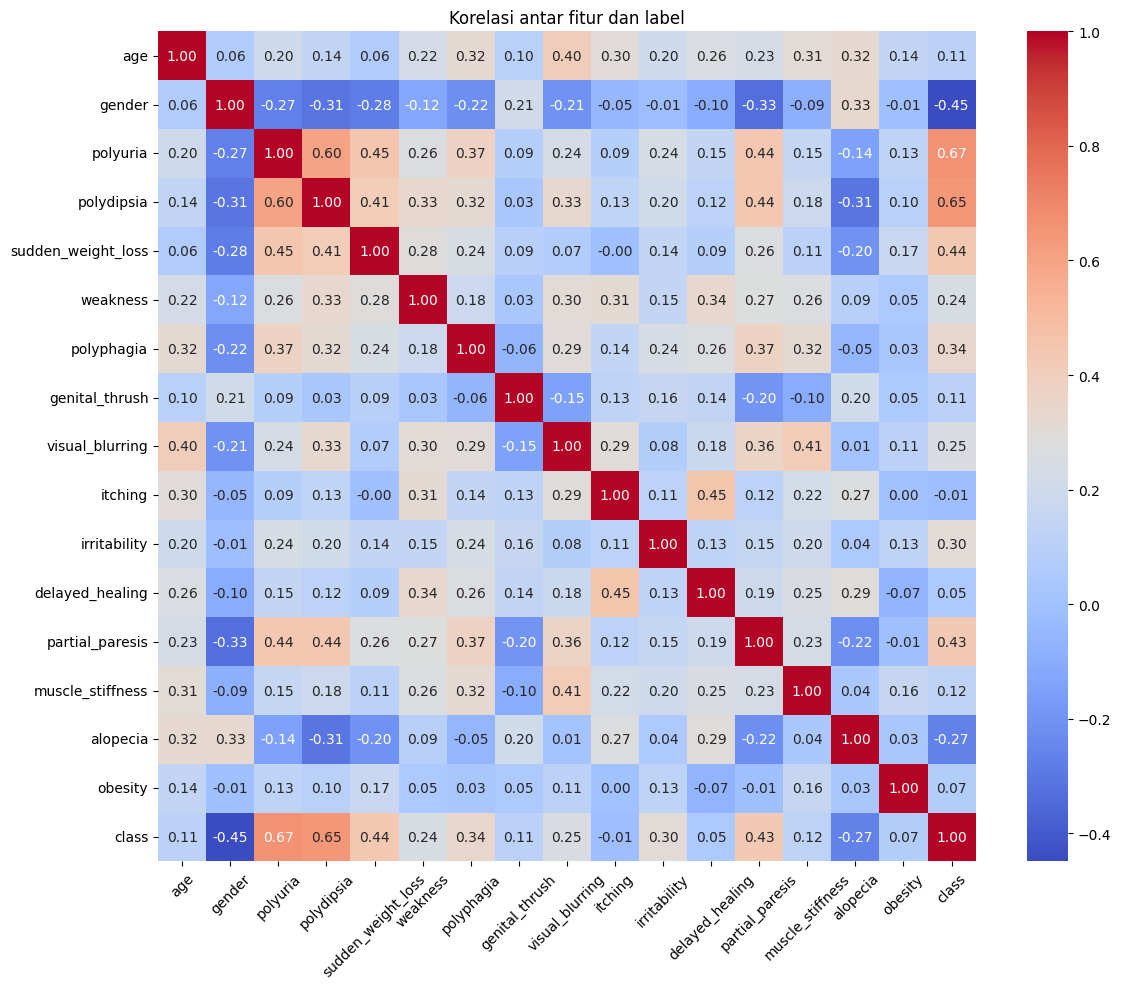 Korelasi antar fitur dan label
age 1.00 0.06 0.20 0.14 0.06 0.22 0.32 0.10 0.40 0.30 0.20 0.26 0.23 0.31 0.32 0.14 0.11
gender 0.06 1.00 -0.27 -0.31 -0.28 -0.12 -0.22 0.21 -0.21 -0.05 -0.01 -0.10 -0.33 -0.09 0.33 -0.01 -0.45
polyuria 0.20 -0.27 1.00 0.60 0.45 0.26 0.37 0.09 0.24 0.09 0.24 0.15 0.44 0.15 -0.14 0.13 0.67
polydipsia 0.14 -0.31 0.60 1.00 0.41 0.33 0.32 0.03 0.33 0.13 0.20 0.12 0.44 0.18 -0.31 0.10 0.65
sudden_weight_loss 0.06 -0.28 0.45 0.41 1.00 0.28 0.24 0.09 0.07 -0.00 0.14 0.09 0.26 0.11 -0.20 0.17 0.44
weakness 0.22 -0.12 0.26 0.33 0.28 1.00 0.18 0.03 0.30 0.31 0.15 0.34 0.27 0.26 0.09 0.05 0.24
polyphagia 0.32 -0.22 0.37 0.32 0.24 0.18 1.00 -0.06 0.29 0.14 0.24 0.26 0.37 0.32 -0.05 0.03 0.34
genital_thrush 0.10 0.21 0.09 0.03 0.09 0.03 -0.06 1.00 -0.15 0.13 0.16 0.14 -0.20 -0.10 0.20 0.05 0.11
visual_blurring 0.40 -0.21 0.24 0.33 0.07 0.30 0.29 -0.15 1.00 0.29 0.08 0.18 0.36 0.41 0.01 0.11 0.25
itching 0.30 -0.05 0.09 0.13 -0.00 0.31 0.14 0.13 0.29 1.00 0.11 0.45 0.12 0.22 0.27 0.00 -0.01
irritability 0.20 -0.01 0.24 0.20 0.14 0.15 0.24 0.16 0.08 0.11 1.00 0.13 0.15 0.20 0.04 0.13 0.30
delayed_healing 0.26 -0.10 0.15 0.12 0.09 0.34 0.26 0.14 0.18 0.45 0.13 1.00 0.19 0.25 0.29 -0.07 0.05
partial_paresis 0.23 -0.33 0.44 0.44 0.26 0.27 0.37 -0.20 0.36 0.12 0.15 0.19 1.00 0.23 -0.22 -0.01 0.43
muscle_stiffness 0.31 -0.09 0.15 0.18 0.11 0.26 0.32 -0.10 0.41 0.22 0.20 0.25 0.23 1.00 0.04 0.16 0.12
alopecia 0.32 0.33 -0.14 -0.31 -0.20 0.09 -0.05 0.20 0.01 0.27 0.04 0.29 -0.22 0.04 1.00 0.03 -0.27
obesity 0.14 -0.01 0.13 0.10 0.17 0.05 0.03 0.05 0.11 0.00 0.13 -0.07 -0.01 0.16 0.03 1.00 0.07
class 0.11 -0.45 0.67 0.65 0.44 0.24 0.34 0.11 0.25 -0.01 0.30 0.05 0.43 0.12 -0.27 0.07 1.00
age
gender
polyuria
polydipsia
sudden_weight_loss
weakness
polyphagia
genital_thrush
visual_blurring
itching
irritability
delayed_healing
partial_paresis
muscle_stiffness
alopecia
obesity
class
1.0
0.8
0.6
0.4
0.2
0.0
−0.2
−0.4